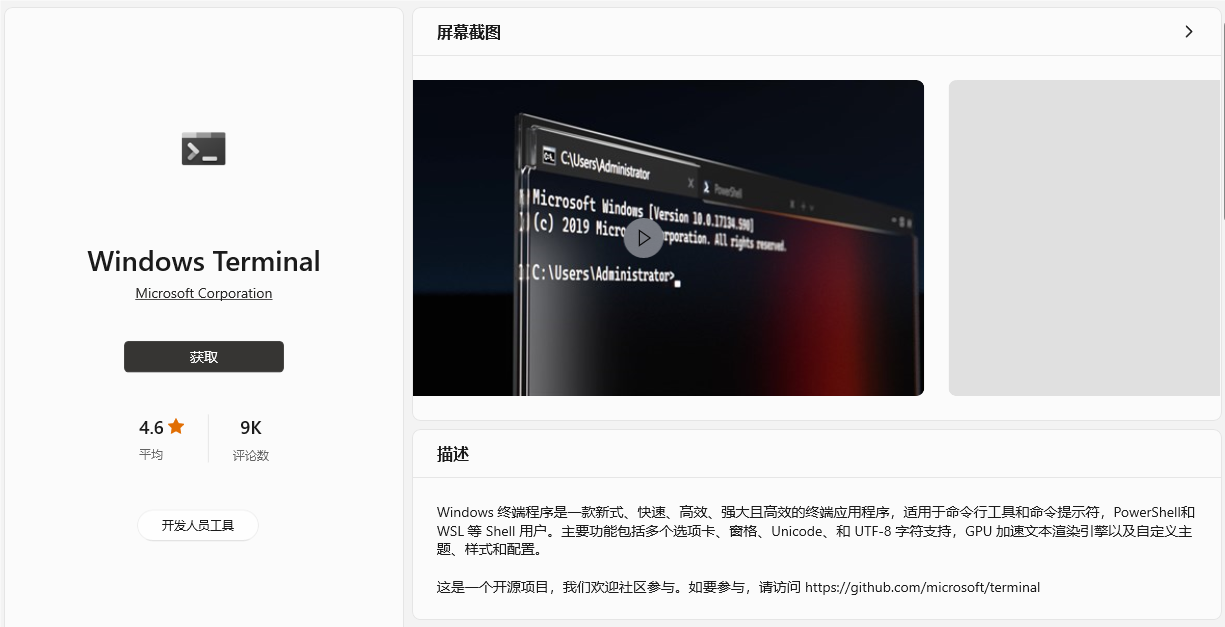 Windows Terminal
Microsoft Corporation
获取
4.6
平均
9K
评论数
开发人员工具
屏幕截图
C:\Users\Administrator
PowerShell
Microsoft Windows [Version 10.0.17134.590]
(c) 2019 Micro rporation. All rights reserved.
C:\Users\Administrator>
描述
Windows 终端程序是一款新式、快速、高效、强大且高效的终端应用程序，适用于命令行工具和命令提示符，PowerShell和
WSL 等 Shell 用户。主要功能包括多个选项卡、窗格、Unicode、和 UTF-8 字符支持，GPU 加速文本渲染引擎以及自定义主
题、样式和配置。
这是一个开源项目，我们欢迎社区参与。如要参与，请访问 https://github.com/microsoft/terminal